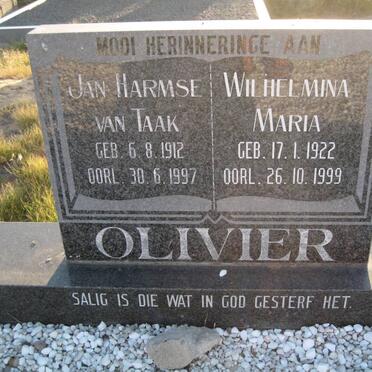 MOOI HERINNERINGE AAN
JAN HARMSE
VAN TAAK
GEB. 6.8.1912
OORL. 30.6.1997
WILHELMINA
MARIA
GEB. 17.1.1922
OORL. 26.10.1999
OLIVIER
SALIG IS DIE WAT IN GOD GESTERF HET.